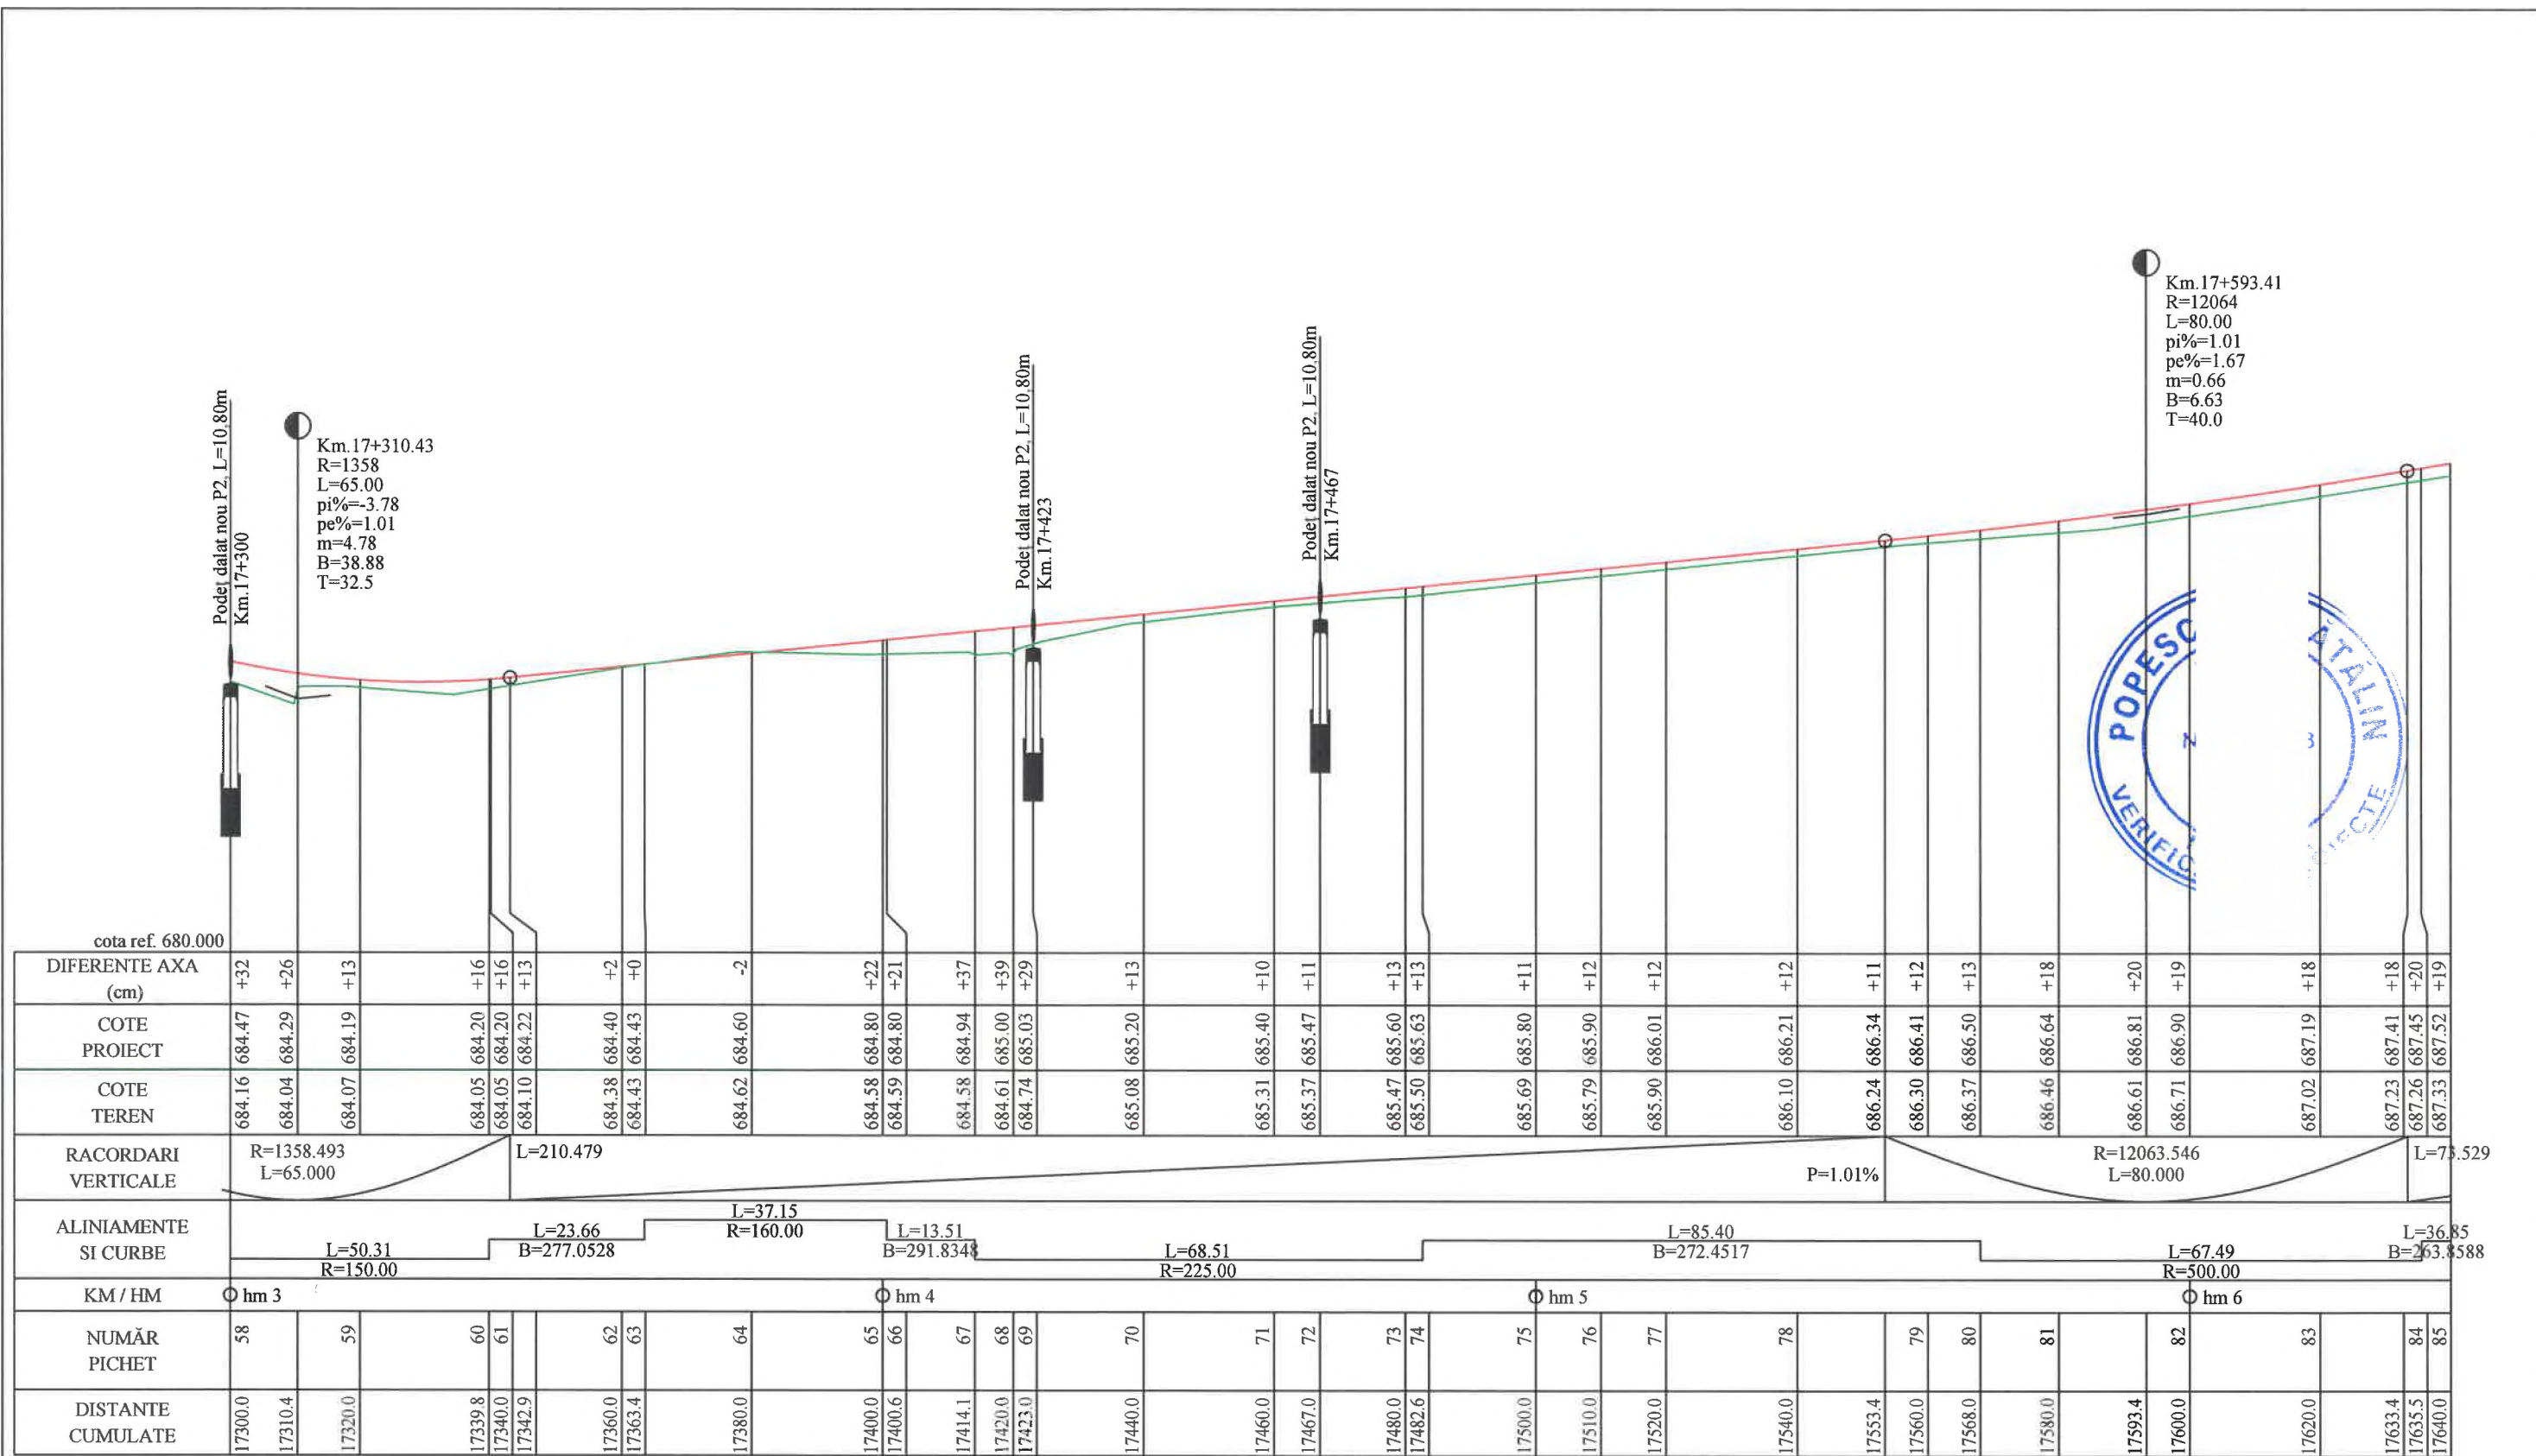 Podeț dalat nou P2, L=10,80m
Km.17+300
Km.17+310.43
R=1358
L=65.00
pi%=-3.78
pe%=1.01
m=4.78
B=38.88
T=32.5
Podeț dalat nou P2, L=10,80m
Km.17+423
Podeț dalat nou P2, L=10,80m
Km.17+467
Km.17+593.41
R=12064
L=80.00
pi%=1.01
pe%=1.67
m=0.66
B=6.63
T=40.0
POPESC
ĂTĂLIN
VERIFIC
cota ref. 680.000
DIFERENTE AXA
(cm)
+32 +26 +13 +16 +16 +13 +2 +0 -2 +22 +21 +37 +39 +29 +13 +10 +11 +13 +13 +11 +12 +12 +12 +11 +12 +13 +18 +20 +19 +18 +18 +20 +19
COTE
PROIECT
684.47 684.29 684.19 684.20 684.20 684.22 684.40 684.43 684.60 684.80 684.80 684.94 685.00 685.03 685.20 685.40 685.47 685.60 685.63 685.80 685.90 686.01 686.21 686.34 686.41 686.50 686.64 686.81 686.90 687.19 687.41 687.45 687.52
COTE
TEREN
684.16 684.04 684.07 684.05 684.05 684.10 684.38 684.43 684.62 684.58 684.59 684.58 684.61 684.74 685.08 685.31 685.37 685.47 685.50 685.69 685.79 685.90 686.10 686.24 686.30 686.37 686.46 686.61 686.71 687.02 687.23 687.26 687.33
RACORDARI
VERTICALE
R=1358.493
L=65.000
L=210.479
P=1.01%
R=12063.546
L=80.000
L=73.529
ALINIAMENTE
SI CURBE
L=50.31
R=150.00
L=23.66
B=277.0528
L=37.15
R=160.00
L=13.51
B=291.8348
L=68.51
R=225.00
L=85.40
B=272.4517
L=67.49
R=500.00
L=36.85
B=263.8588
KM / HM
hm 3 hm 4 hm 5 hm 6
NUMĂR
PICHET
58 59 60 61 62 63 64 65 66 67 68 69 70 71 72 73 74 75 76 77 78 79 80 81 82 83 84 85
DISTANTE
CUMULATE
17300.0 17310.4 17320.0 17339.8 17340.0 17342.9 17360.0 17363.4 17380.0 17400.0 17400.6 17414.1 17420.0 17423.0 17440.0 17460.0 17467.0 17480.0 17482.6 17500.0 17510.0 17520.0 17540.0 17553.4 17560.0 17568.0 17580.0 17593.4 17600.0 17620.0 17633.4 17635.5 17640.0